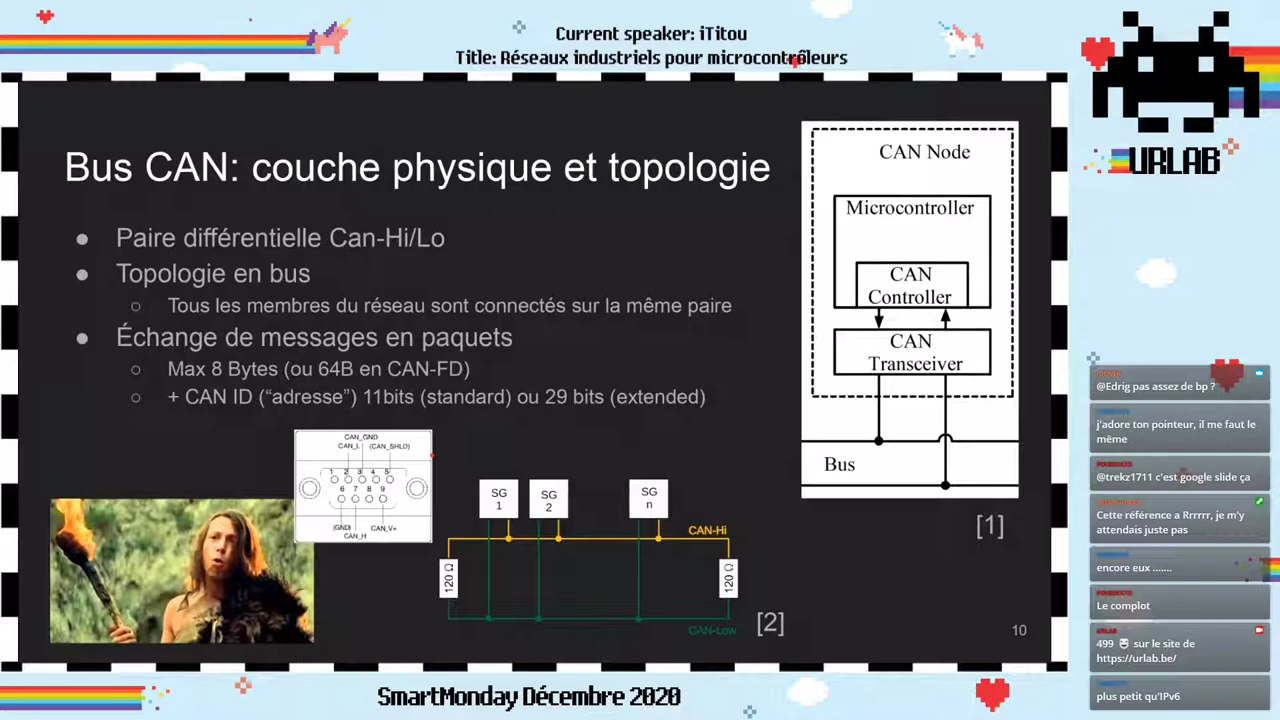 Current speaker: iTitou
Title: Réseaux industriels pour microcontrôleurs
URLAB
Bus CAN: couche physique et topologie
● Paire différentielle Can-Hi/Lo
● Topologie en bus
○ Tous les membres du réseau sont connectés sur la même paire
● Échange de messages en paquets
○ Max 8 Bytes (ou 64B en CAN-FD)
○ + CAN ID (“adresse”) 11bits (standard) ou 29 bits (extended)
CAN Node
Microcontroller
CAN
Controller
CAN
Transceiver
Bus
[1]
CAN_GND
CAN_L (CAN_SHLD)
1 2 3 4 5
6 7 8 9
(GND) CAN_V+
CAN_H
SG
1
SG
2
SG
n
CAN-Hi
120 Ω
120 Ω
CAN-Low
[2]
10
@Edrig pas assez de bp ?
j'adore ton pointeur, il me faut le
même
@trekz1711 c'est google slide ça
Cette référence a Rrrrrr, je m'y
attendais juste pas
encore eux .......
Le complot
URLAB
499 sur le site de
https://urlab.be/
plus petit qu'IPv6
SmartMonday Décembre 2020